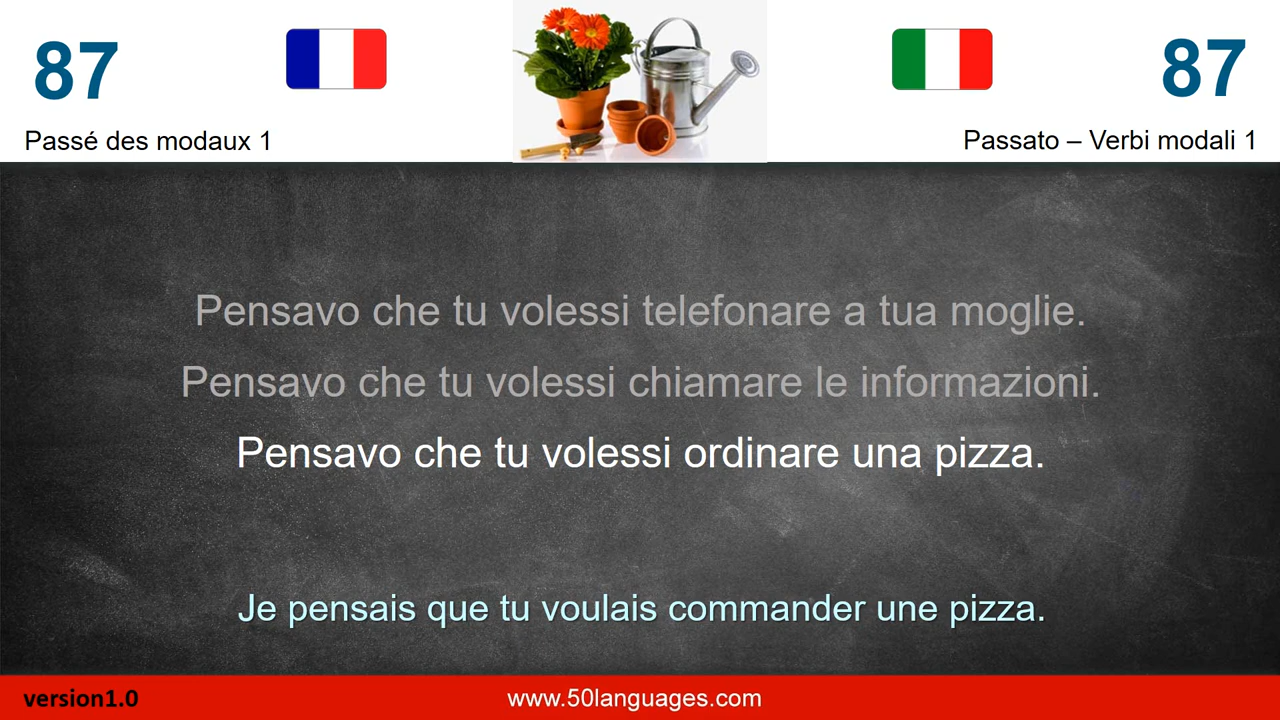 87
87
Passé des modaux 1
Passato – Verbi modali 1
Pensavo che tu volessi telefonare a tua moglie.
Pensavo che tu volessi chiamare le informazioni.
Pensavo che tu volessi ordinare una pizza.
Je pensais que tu voulais commander une pizza.
version1.0
www.50languages.com